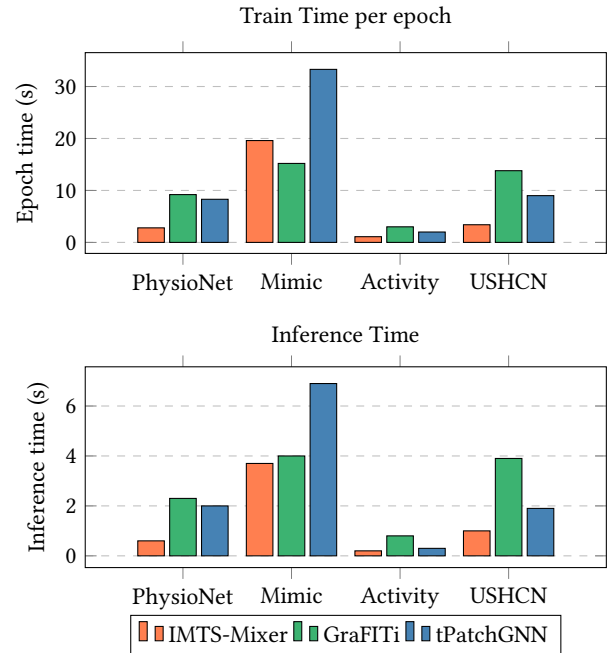 Train Time per epoch
Epoch time (s)
30
20
10
0
PhysioNet Mimic Activity USHCN
Inference Time
Inference time (s)
6
4
2
0
PhysioNet Mimic Activity USHCN
IMTS-Mixer GraFITi tPatchGNN